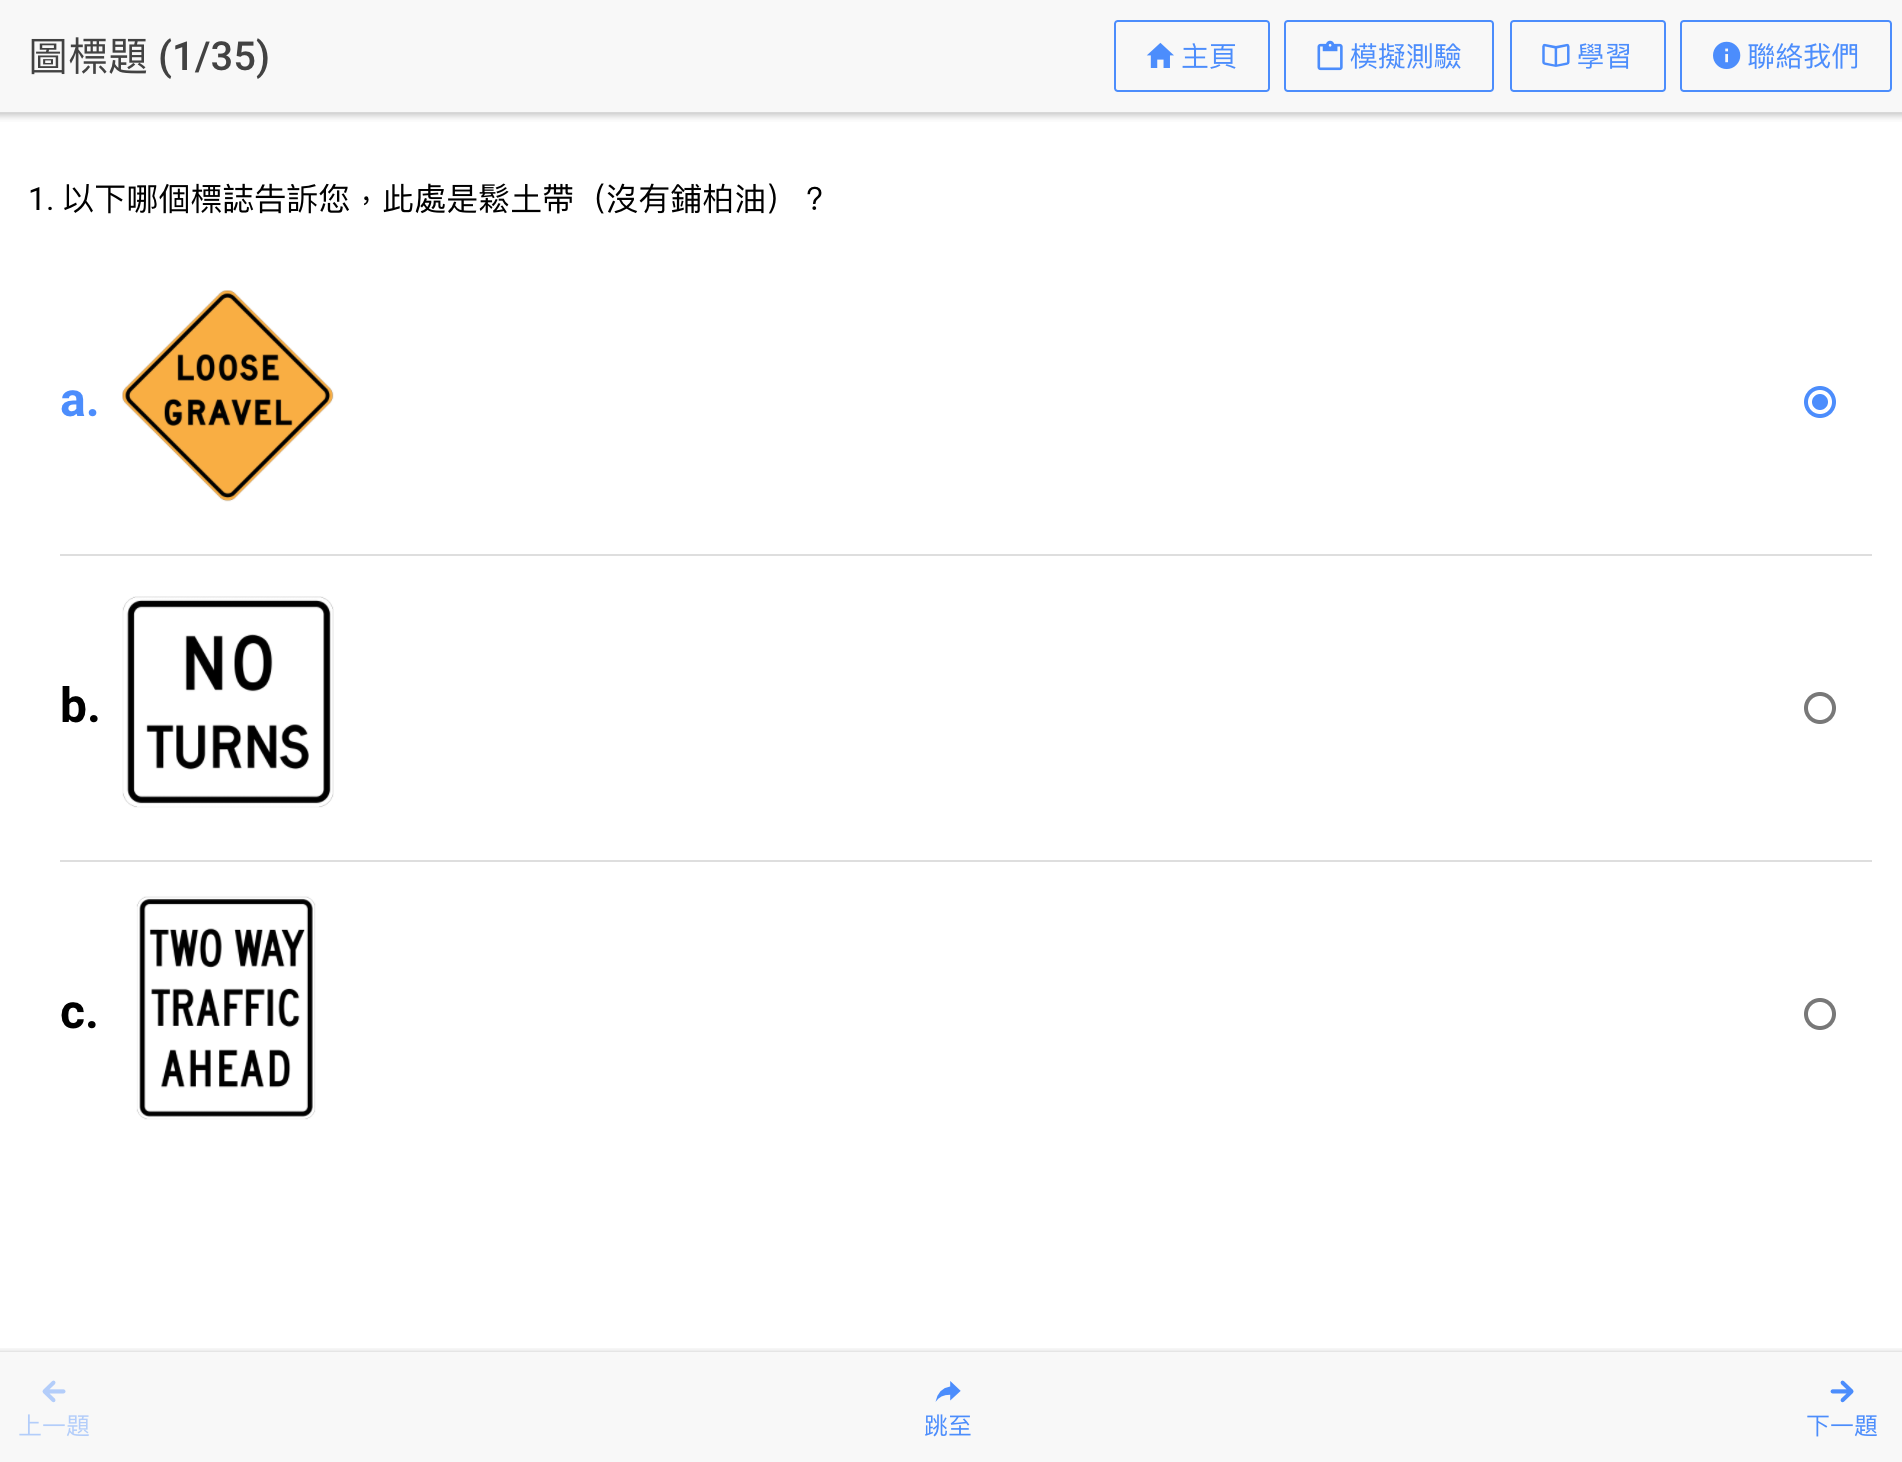 圖標題 (1/35)
主頁
模擬測驗
學習
聯絡我們
1. 以下哪個標誌告訴您，此處是鬆土帶（沒有鋪柏油）？
a.
LOOSE
GRAVEL
b.
NO
TURNS
c.
TWO WAY
TRAFFIC
AHEAD
上一題
跳至
下一題